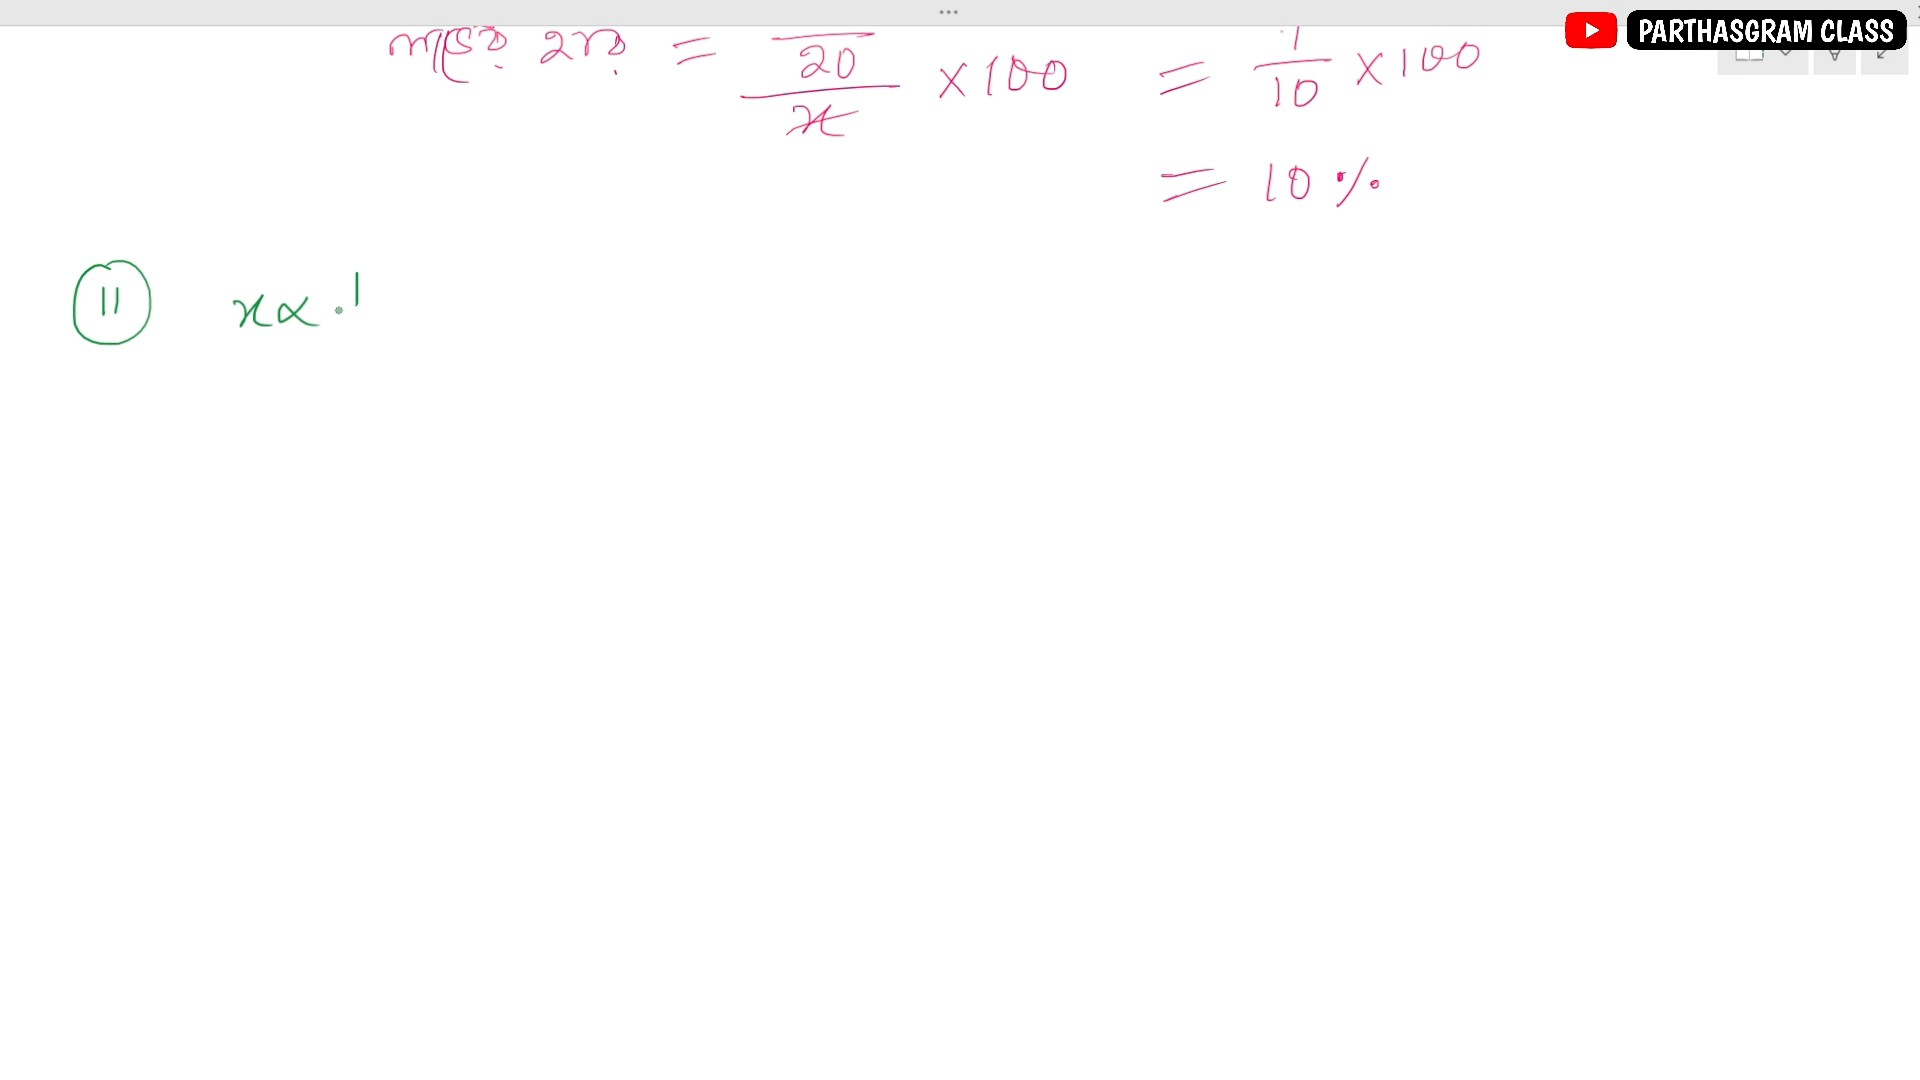 PARTHASGRAM CLASS
লাভের হার = 20/x × 100 = 1/10 × 100
= 10 %
11 x ∝ 1